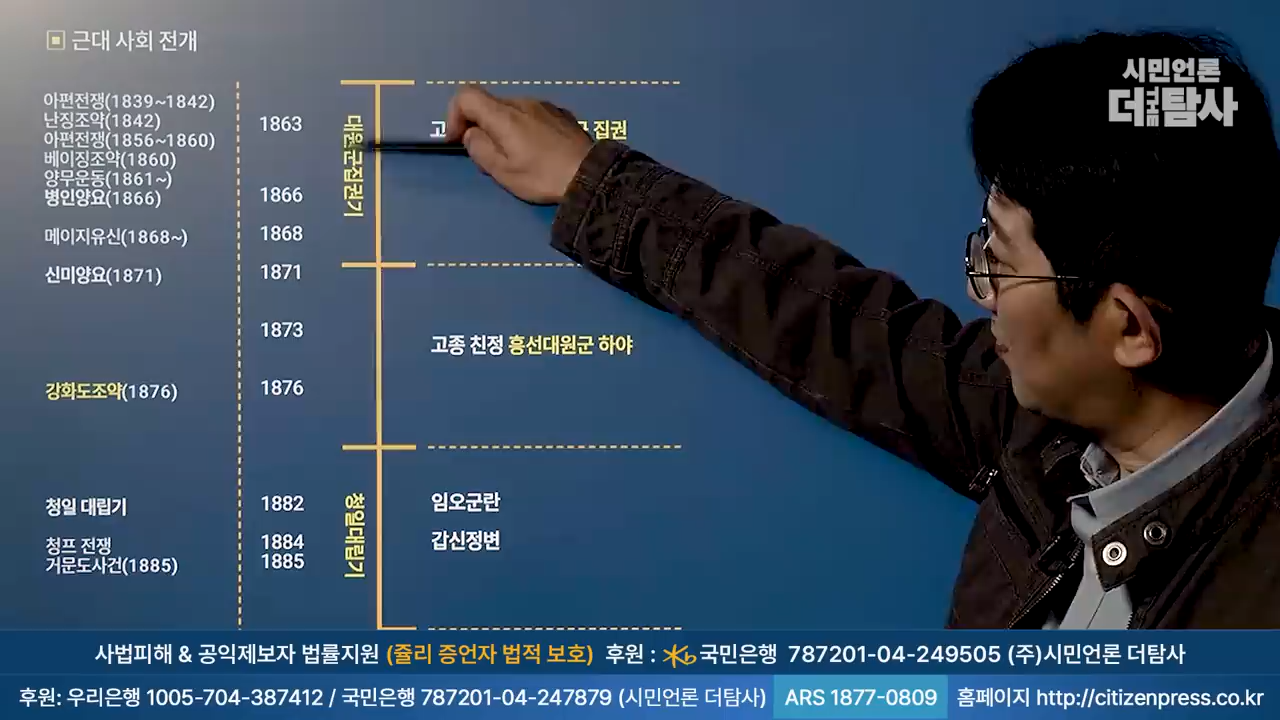 근대 사회 전개
시민언론
더탐사
아편전쟁(1839~1842)
난징조약(1842)
아편전쟁(1856~1860)
베이징조약(1860)
양무운동(1861~)
병인양요(1866)
메이지유신(1868~)
신미양요(1871)
강화도조약(1876)
청일 대립기
청프 전쟁
거문도사건(1885)
1863
1866
1868
1871
1873
1876
1882
1884
1885
대원군집권기
청일대립기
집권
고종 친정 흥선대원군 하야
임오군란
갑신정변
사법피해 & 공익제보자 법률지원 (쥴리 증언자 법적 보호) 후원 : KB 국민은행 787201-04-249505 (주)시민언론 더탐사
후원: 우리은행 1005-704-387412 / 국민은행 787201-04-247879 (시민언론 더탐사) ARS 1877-0809 홈페이지 http://citizenpress.co.kr